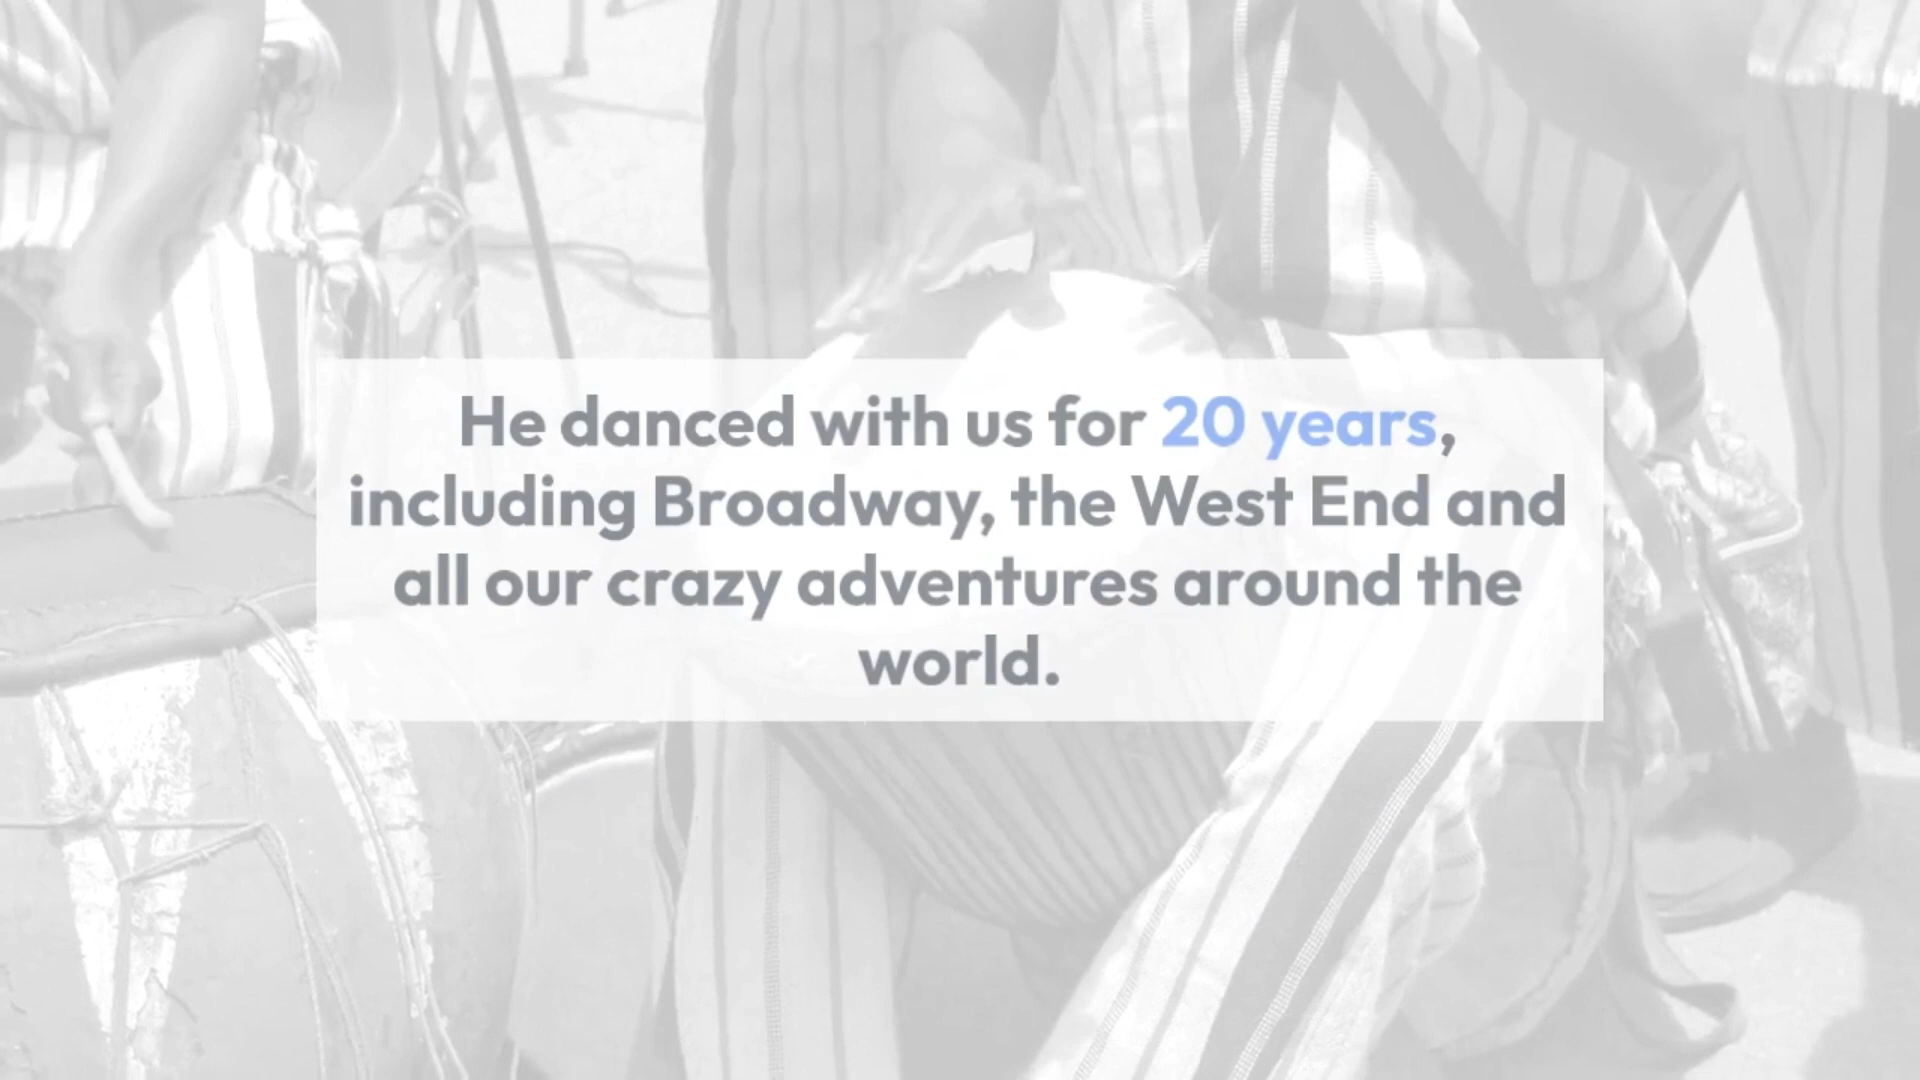 He danced with us for 20 years,
including Broadway, the West End and
all our crazy adventures around the
world.